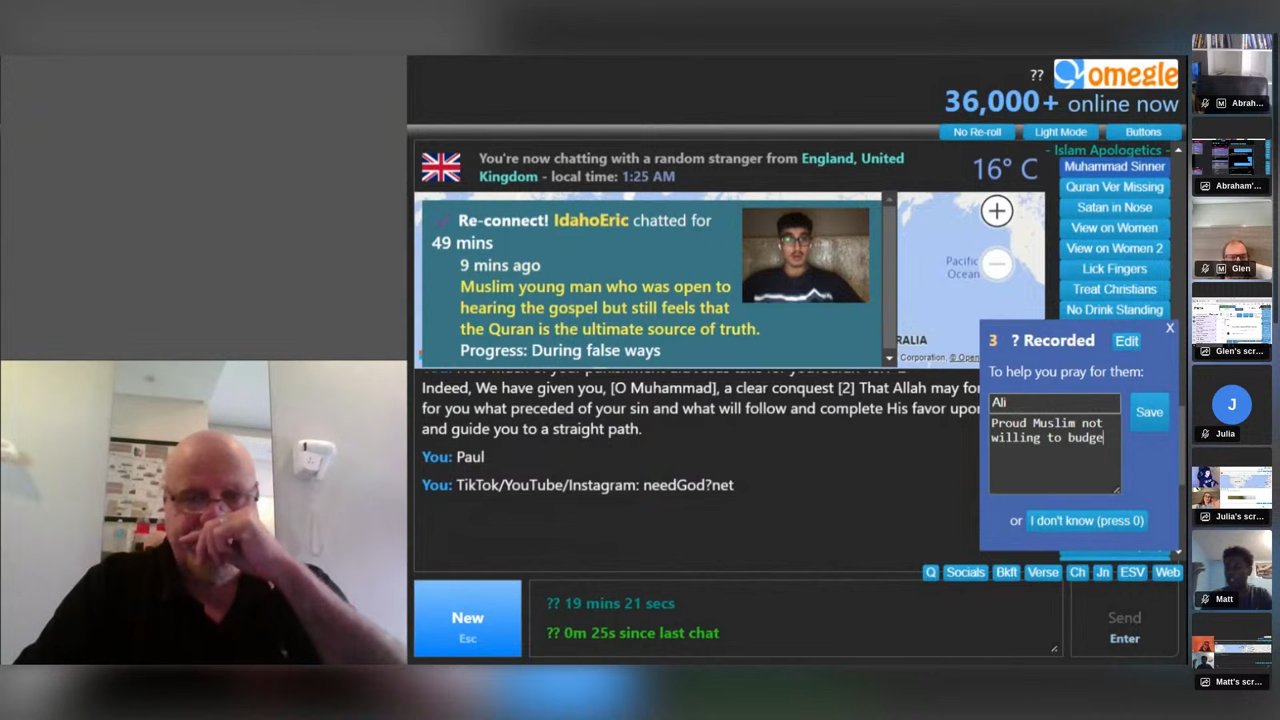 ??
omegle
36,000+ online now
No Re-roll
Light Mode
Buttons
- Islam Apologetics -
You're now chatting with a random stranger from England, United
Kingdom - local time: 1:25 AM
16° C
Muhammad Sinner
Quran Ver Missing
Satan in Nose
View on Women
View on Women 2
Lick Fingers
Treat Christians
No Drink Standing
Re-connect! IdahoEric chatted for
49 mins
9 mins ago
Muslim young man who was open to
hearing the gospel but still feels that
the Quran is the ultimate source of truth.
Progress: During false ways
Pacific
Ocean
RALIA
Corporation, © Open
Indeed, We have given you, [O Muhammad], a clear conquest [2] That Allah may for
for you what preceded of your sin and what will follow and complete His favor upon
and guide you to a straight path.
You: Paul
You: TikTok/YouTube/Instagram: needGod?net
X
3 ? Recorded Edit
To help you pray for them:
Ali
Proud Muslim not
willing to budge
Save
or I don't know (press 0)
Q
Socials
Bkft
Verse
Ch
Jn
ESV
Web
New
Esc
?? 19 mins 21 secs
?? 0m 25s since last chat
Send
Enter
M Abrah...
Abraham'...
M Glen
Glen's scr...
J
Julia
Julia's scr...
Matt
Matt's scr...